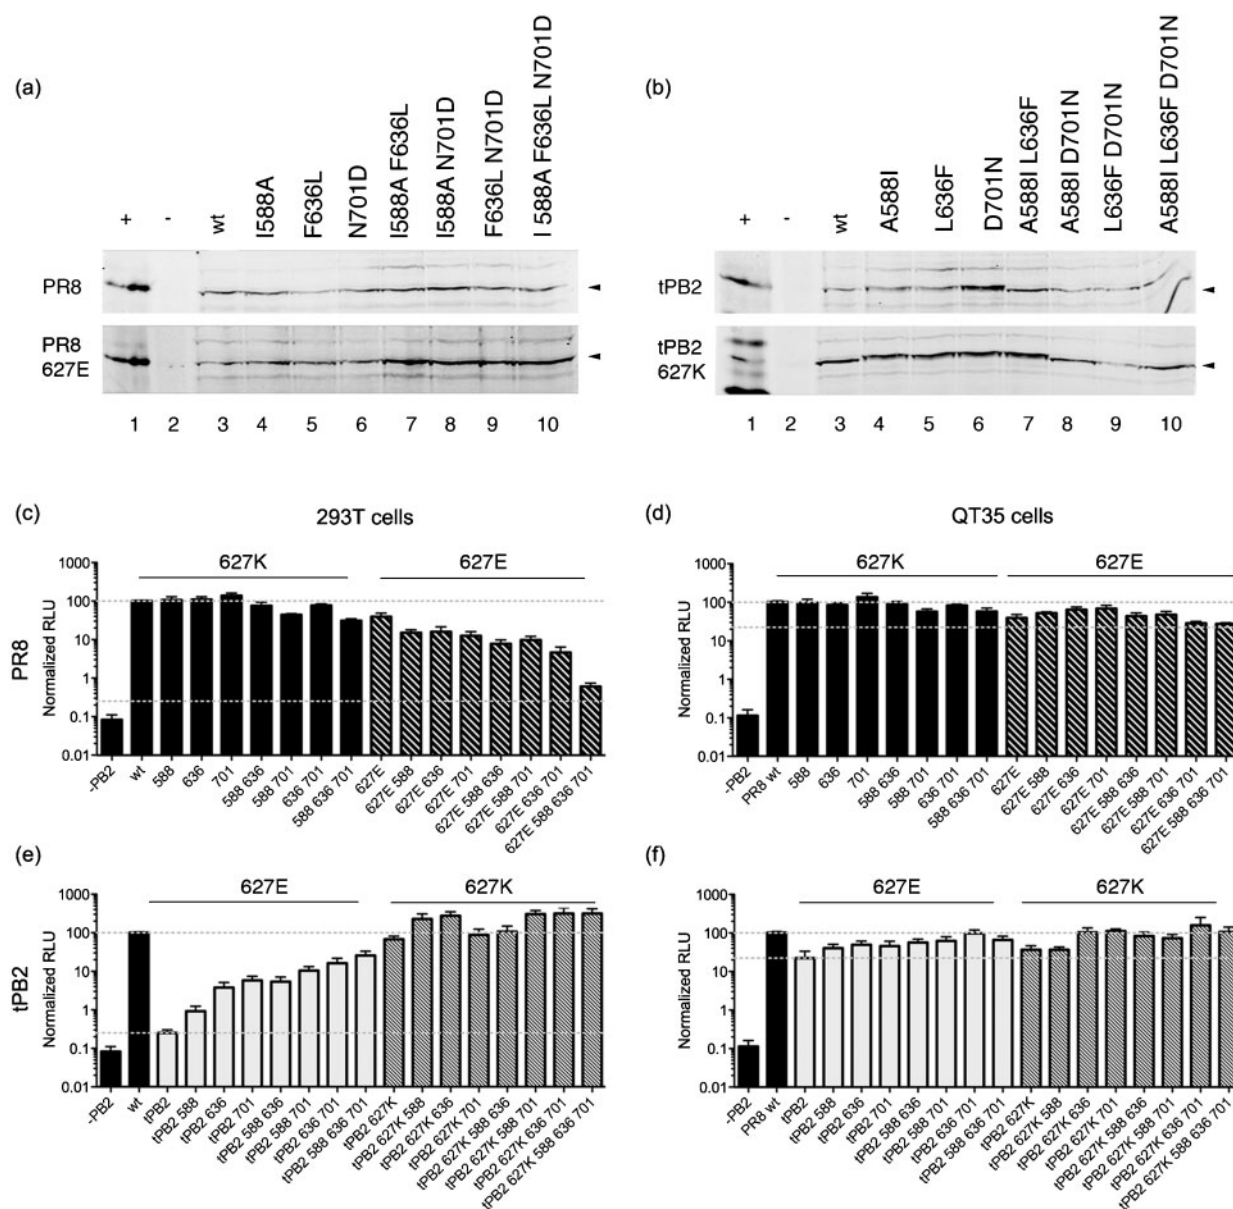 (a)
+
-
wt
I588A
F636L
N701D
I588A F636L
I588A N701D
F636L N701D
I 588A F636L N701D
PR8
PR8
627E
1 2 3 4 5 6 7 8 9 10
(b)
+
-
wt
A588I
L636F
D701N
A588I L636F
A588I D701N
L636F D701N
A588I L636F D701N
tPB2
tPB2
627K
1 2 3 4 5 6 7 8 9 10
(c)
293T cells
627K
627E
PR8
Normalized RLU
1000
100
10
1
0.1
0.01
-PB2
wt
588
636
701
588 636
588 701
636 701
588 636 701
627E
627E 588
627E 636
627E 701
627E 588 636
627E 588 701
627E 636 701
627E 588 636 701
(d)
QT35 cells
627K
627E
Normalized RLU
1000
100
10
1
0.1
0.01
-PB2
PR8 wt
588
636
701
588 636
588 701
636 701
588 636 701
627E
627E 588
627E 636
627E 701
627E 588 636
627E 588 701
627E 636 701
627E 588 636 701
(e)
627E
627K
tPB2
Normalized RLU
1000
100
10
1
0.1
0.01
-PB2
wt
tPB2
tPB2 588
tPB2 636
tPB2 701
tPB2 588 636
tPB2 588 701
tPB2 636 701
tPB2 588 636 701
tPB2 627K
tPB2 627K 588
tPB2 627K 636
tPB2 627K 701
tPB2 627K 588 636
tPB2 627K 588 701
tPB2 627K 636 701
tPB2 627K 588 636 701
(f)
627E
627K
Normalized RLU
1000
100
10
1
0.1
0.01
-PB2
PR8 wt
tPB2
tPB2 588
tPB2 636
tPB2 701
tPB2 588 636
tPB2 588 701
tPB2 636 701
tPB2 588 636 701
tPB2 627K
tPB2 627K 588
tPB2 627K 636
tPB2 627K 701
tPB2 627K 588 636
tPB2 627K 588 701
tPB2 627K 636 701
tPB2 627K 588 636 701